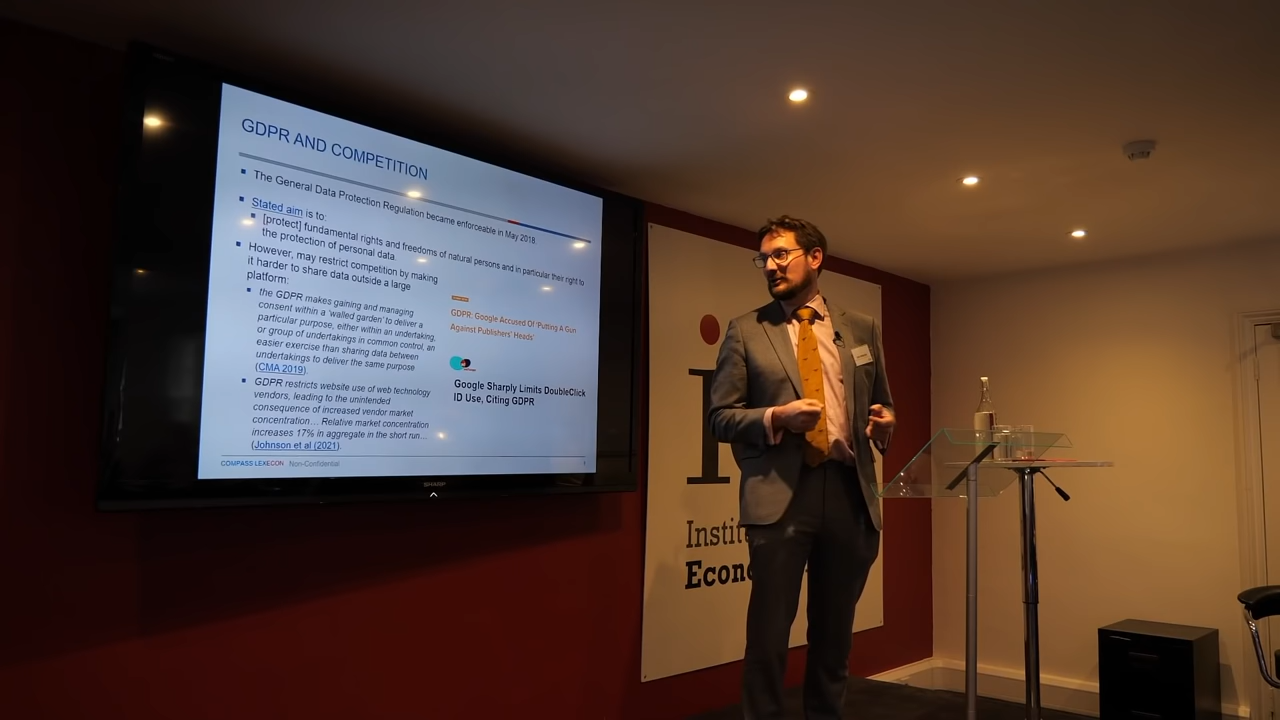 GDPR AND COMPETITION
The General Data Protection Regulation became enforceable in May 2018.
Stated aim is to:
[protect] fundamental rights and freedoms of natural persons and in particular their right to
the protection of personal data.
However, may restrict competition by making
it harder to share data outside a large
platform:
the GDPR makes gaining and managing
consent within a 'walled garden' to deliver a
particular purpose, either within an undertaking,
or group of undertakings in common control, an
easier exercise than sharing data between
undertakings to deliver the same purpose
(CMA 2019).
GDPR restricts website use of web technology
vendors, leading to the unintended
consequence of increased vendor market
concentration… Relative market concentration
increases 17% in aggregate in the short run…
(Johnson et al (2021).
GDPR: Google Accused Of 'Putting A Gun
Against Publishers' Heads'
Google Sharply Limits DoubleClick
ID Use, Citing GDPR
COMPASS LEXECON Non-Confidential
SHARP
i
Instit
Econ